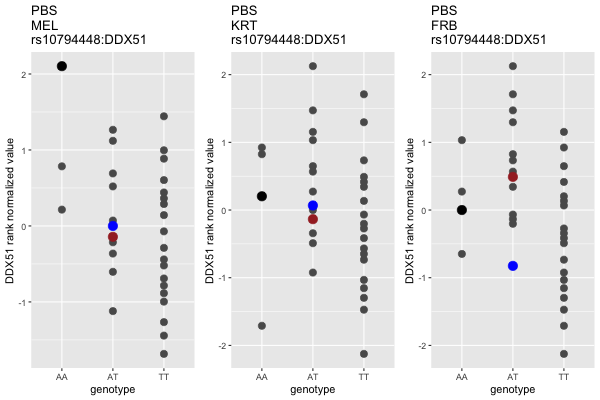 PBS
MEL
rs10794448:DDX51
DDX51 rank normalized value
2
1
0
-1
AA
AT
TT
genotype
PBS
KRT
rs10794448:DDX51
DDX51 rank normalized value
2
1
0
-1
-2
AA
AT
TT
genotype
PBS
FRB
rs10794448:DDX51
DDX51 rank normalized value
2
1
0
-1
-2
AA
AT
TT
genotype